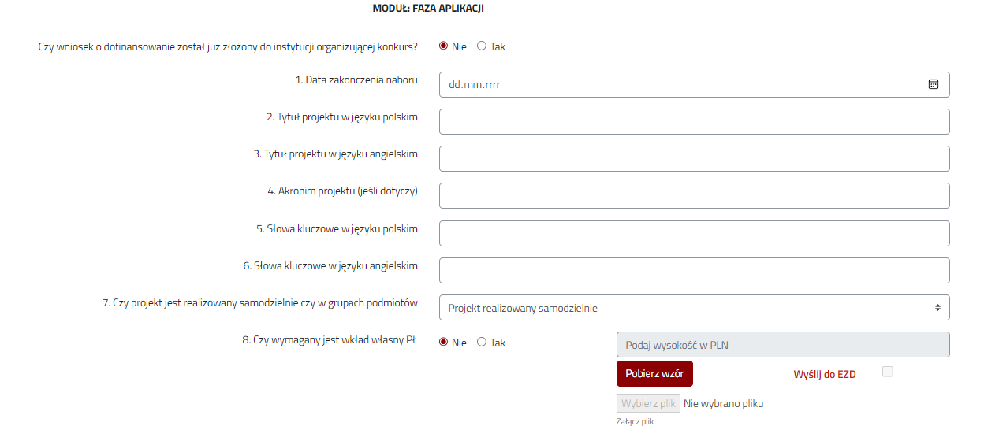 MODUŁ: FAZA APLIKACJI
Czy wniosek o dofinansowanie został już złożony do instytucji organizującej konkurs? Nie Tak
1. Data zakończenia naboru dd.mm.rrrr
2. Tytuł projektu w języku polskim
3. Tytuł projektu w języku angielskim
4. Akronim projektu (jeśli dotyczy)
5. Słowa kluczowe w języku polskim
6. Słowa kluczowe w języku angielskim
7. Czy projekt jest realizowany samodzielnie czy w grupach podmiotów Projekt realizowany samodzielnie
8. Czy wymagany jest wkład własny PŁ Nie Tak Podaj wysokość w PLN
Pobierz wzór Wyślij do EZD
Wybierz plik Nie wybrano pliku
Załącz plik